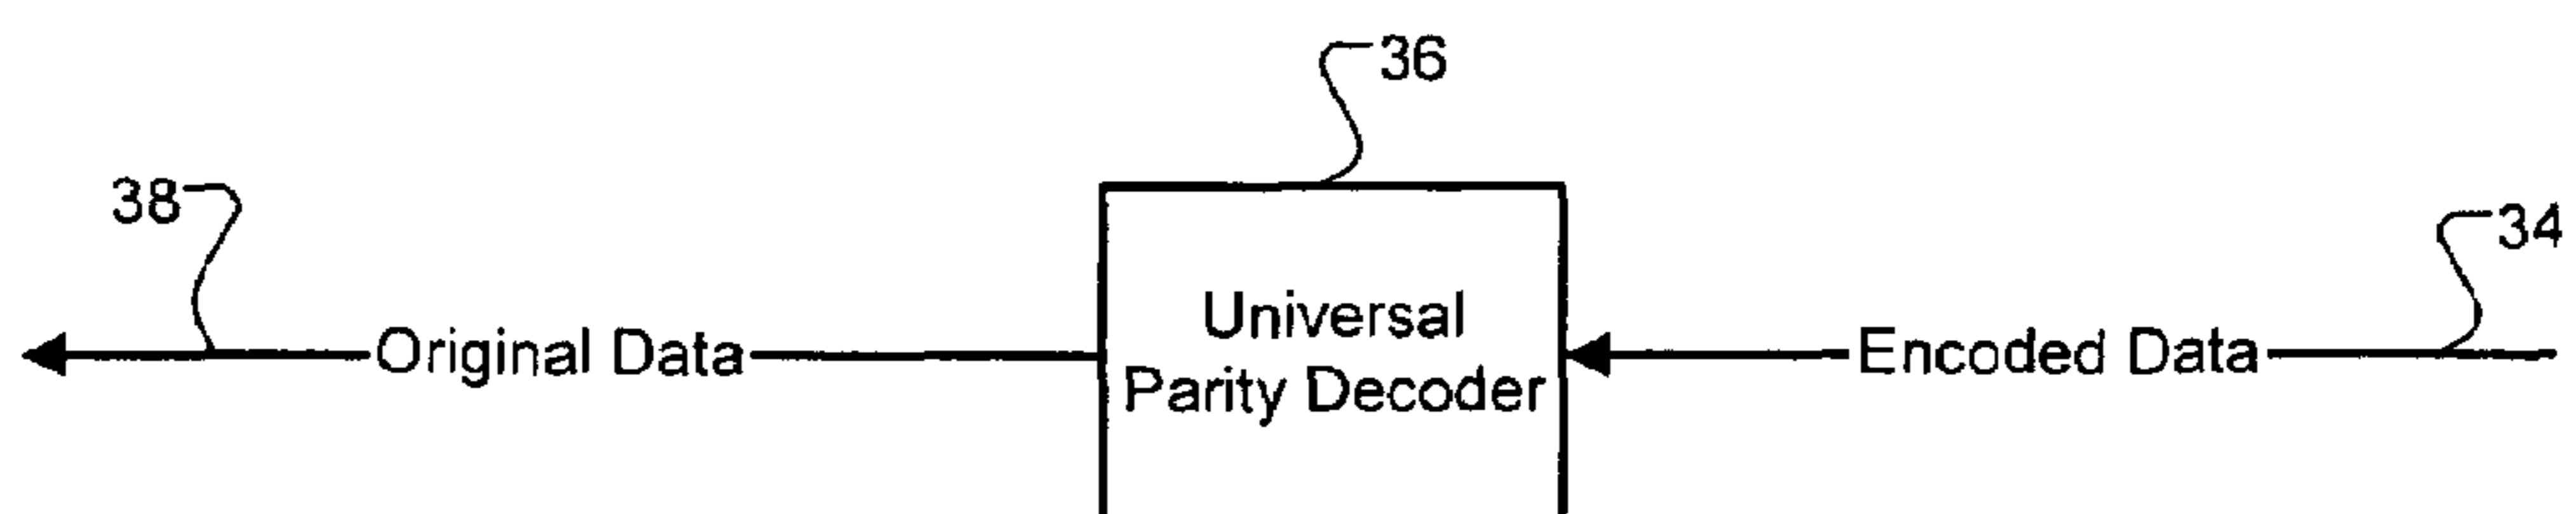 36
38
34
Universal
Parity Decoder
Original Data
Encoded Data